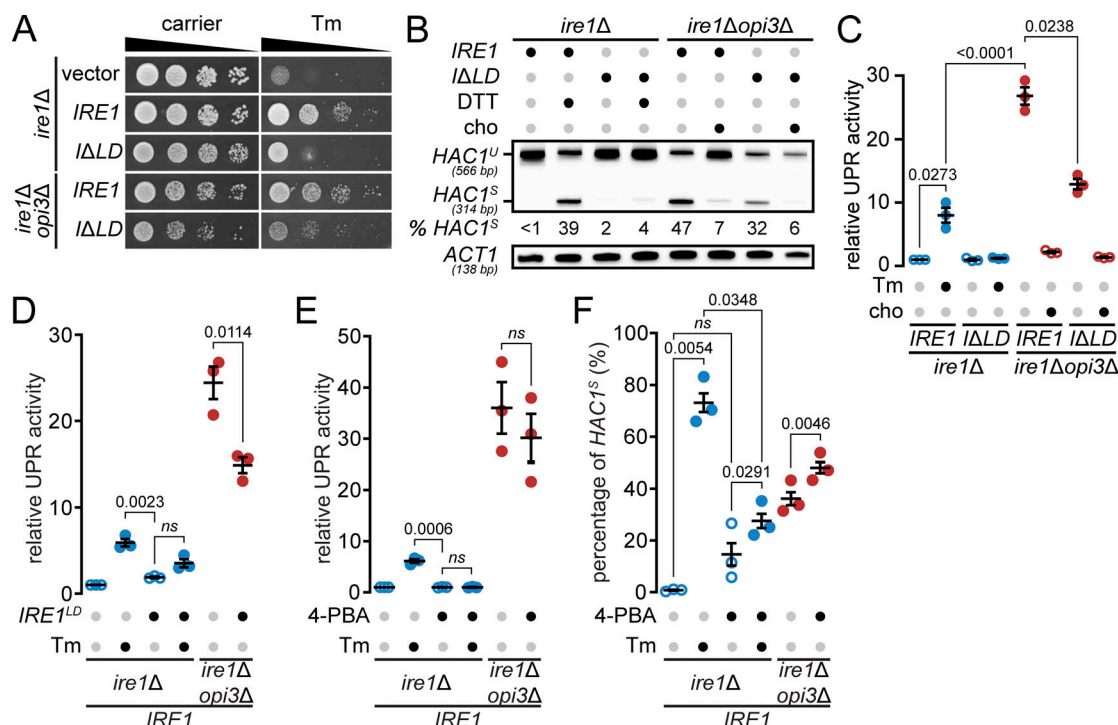 A
carrier
Tm
vector
IRE1
IΔLD
IRE1
IΔLD
ire1Δ
ire1Δ
opi3Δ
B
ire1Δ
ire1Δopi3Δ
IRE1
IΔLD
DTT
cho
HAC1U
(566 bp)
HAC1S
(314 bp)
% HAC1S <1 39 2 4 47 7 32 6
ACT1
(138 bp)
C
relative UPR activity
30
20
10
0
<0.0001
0.0238
0.0273
Tm
cho
IRE1 IΔLD IRE1 IΔLD
ire1Δ ire1Δopi3Δ
D
relative UPR activity
30
20
10
0
0.0114
0.0023
ns
IRE1LD
Tm
ire1Δ
ire1Δ
opi3Δ
IRE1
E
relative UPR activity
50
40
30
20
10
0
ns
0.0006
ns
4-PBA
Tm
ire1Δ
ire1Δ
opi3Δ
IRE1
F
percentage of HAC1S (%)
100
80
60
40
20
0
0.0348
ns
0.0054
0.0291
0.0046
4-PBA
Tm
ire1Δ
ire1Δ
opi3Δ
IRE1